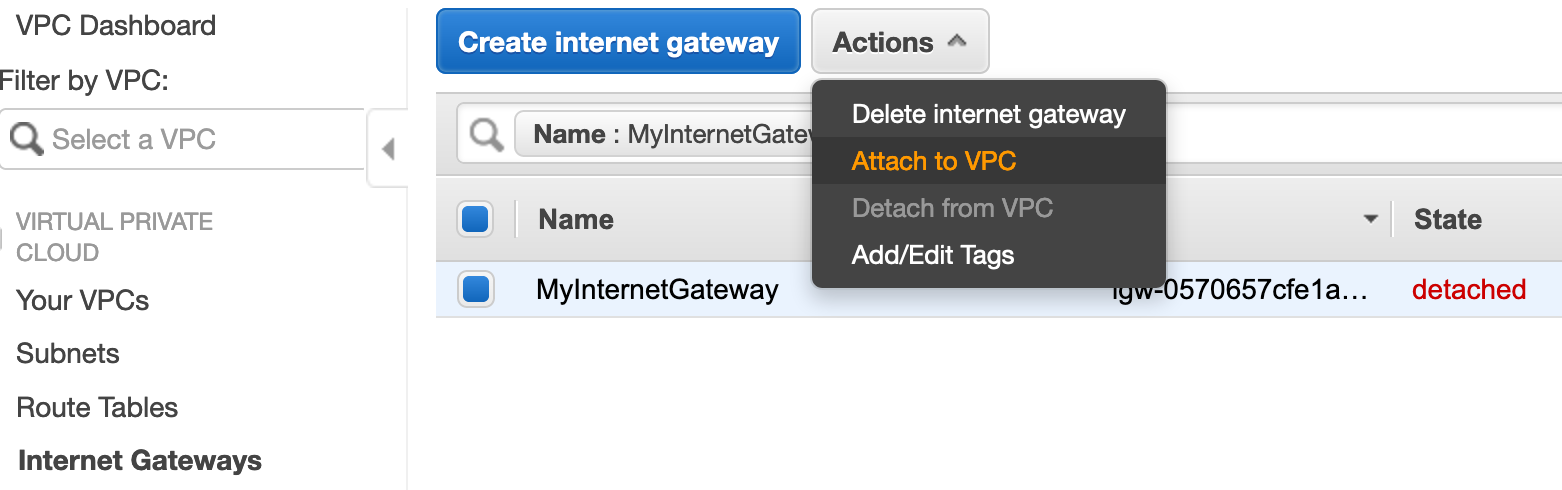 VPC Dashboard
Filter by VPC:
Select a VPC
VIRTUAL PRIVATE
CLOUD
Your VPCs
Subnets
Route Tables
Internet Gateways
Create internet gateway
Actions
Delete internet gateway
Attach to VPC
Detach from VPC
Add/Edit Tags
Name : MyInternetGatew
Name State
MyInternetGateway igw-0570657cfe1a… detached